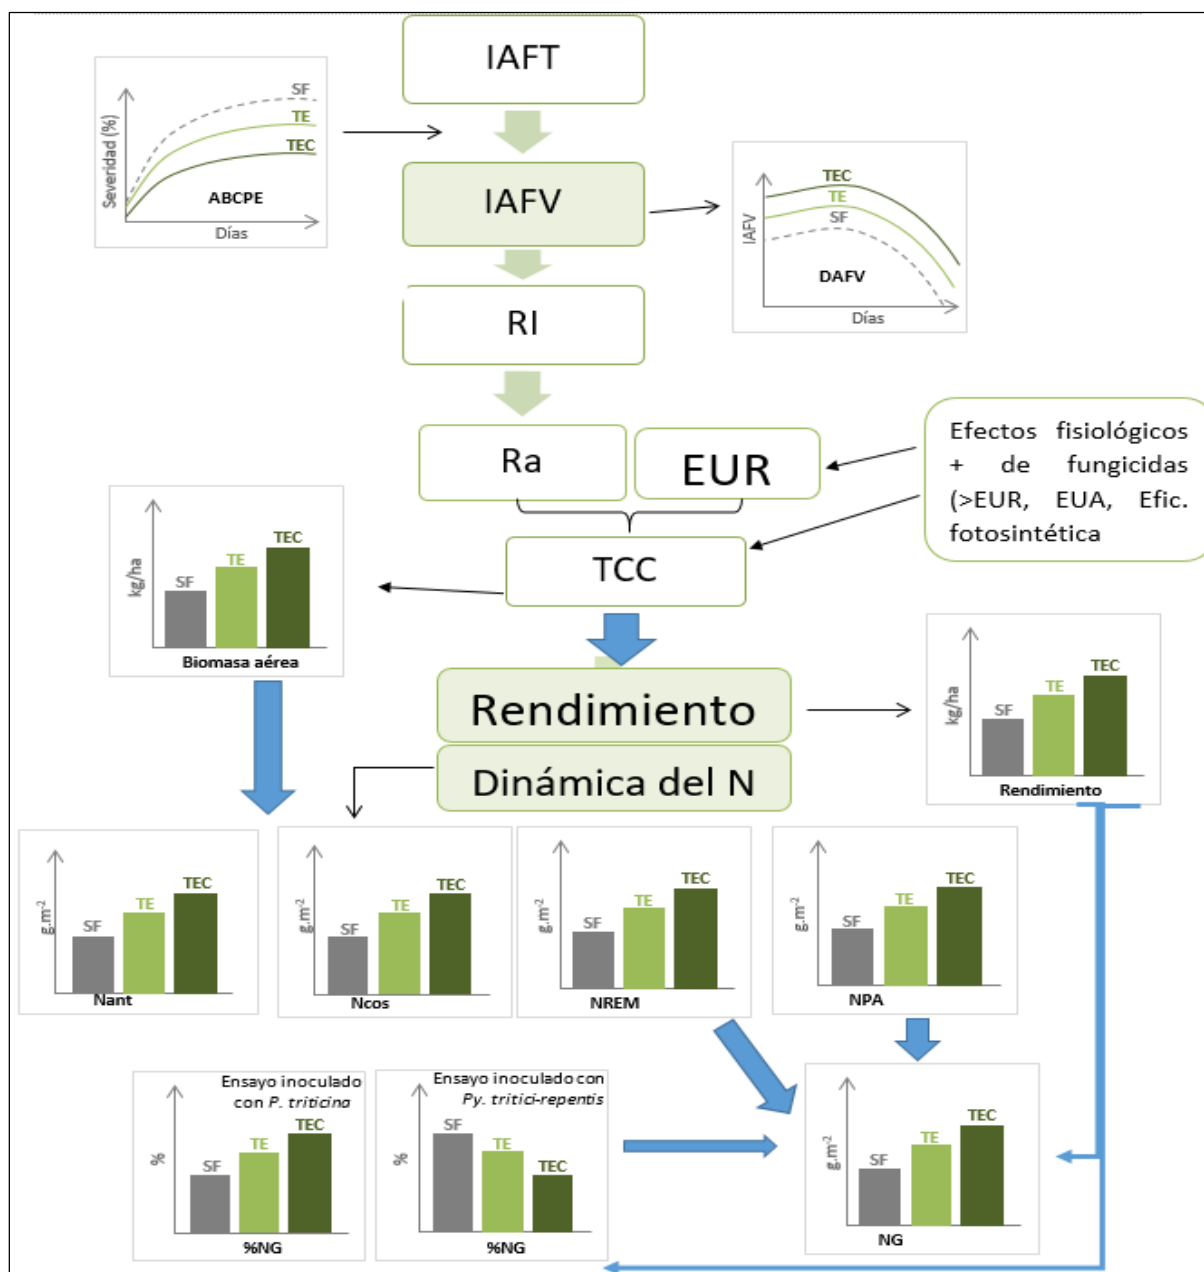 IAFT
Severidad (%)
SF
TE
TEC
ABCPE
Días
IAFV
IAFV
TEC
TE
SF
DAFV
Días
RI
Ra
EUR
Efectos fisiológicos
+ de fungicidas
(>EUR, EUA, Efic.
fotosintética
TCC
kg/ha
SF
TE
TEC
Biomasa aérea
Rendimiento
Dinámica del N
kg/ha
SF
TE
TEC
Rendimiento
g.m⁻²
SF
TE
TEC
Nant
g.m⁻²
SF
TE
TEC
Ncos
g.m⁻²
SF
TE
TEC
NREM
g.m⁻²
SF
TE
TEC
NPA
Ensayo inoculado
con P. triticina
%
SF
TE
TEC
%NG
Ensayo inoculado con
Py. tritici-repentis
%
SF
TE
TEC
%NG
g.m⁻²
SF
TE
TEC
NG